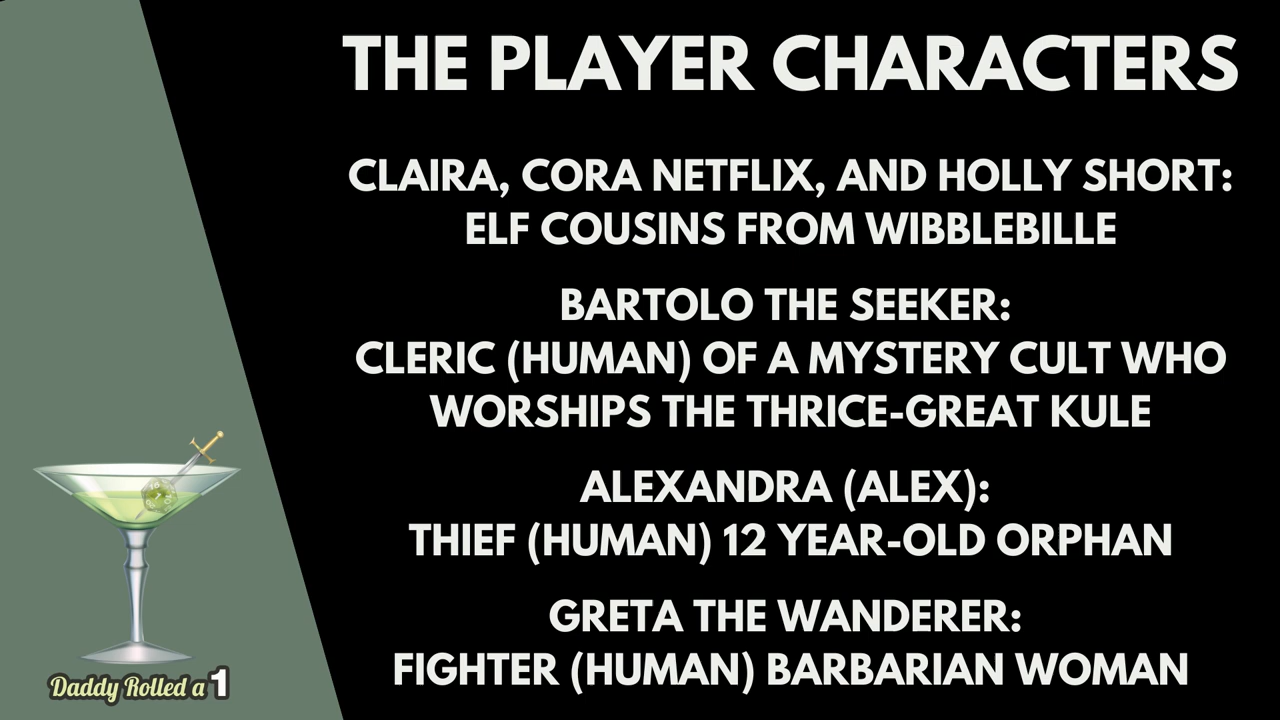 THE PLAYER CHARACTERS
CLAIRA, CORA NETFLIX, AND HOLLY SHORT:
ELF COUSINS FROM WIBBLEBILLE
BARTOLO THE SEEKER:
CLERIC (HUMAN) OF A MYSTERY CULT WHO
WORSHIPS THE THRICE-GREAT KULE
ALEXANDRA (ALEX):
THIEF (HUMAN) 12 YEAR-OLD ORPHAN
GRETA THE WANDERER:
FIGHTER (HUMAN) BARBARIAN WOMAN
Daddy Rolled a 1